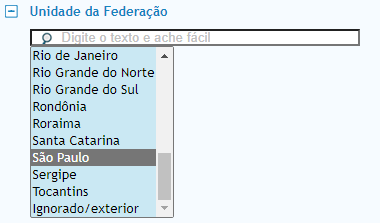 Unidade da Federação
Digite o texto e ache fácil
Rio de Janeiro
Rio Grande do Norte
Rio Grande do Sul
Rondônia
Roraima
Santa Catarina
São Paulo
Sergipe
Tocantins
Ignorado/exterior